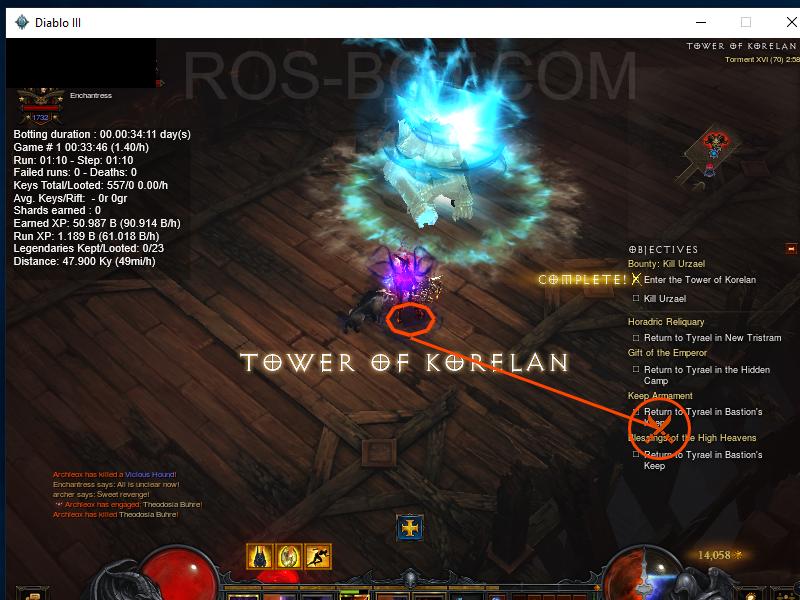 Diablo III
ROS-BOT.COM
TOWER OF KORELAN
Torment XVI (70) 2:58
Enchantress
1732
Botting duration : 00.00:34:11 day(s)
Game # 1 00:33:46 (1.40/h)
Run: 01:10 - Step: 01:10
Failed runs: 0 - Deaths: 0
Keys Total/Looted: 557/0 0.00/h
Avg. Keys/Rift: - 0r 0gr
Shards earned : 0
Earned XP: 50.987 B (90.914 B/h)
Run XP: 1.189 B (61.018 B/h)
Legendaries Kept/Looted: 0/23
Distance: 47.900 Ky (49mi/h)
OBJECTIVES
Bounty: Kill Urzael
COMPLETE! Enter the Tower of Korelan
Kill Urzael
Horadric Reliquary
Return to Tyrael in New Tristram
Gift of the Emperor
Return to Tyrael in the Hidden
Camp
Keep Armament
Return to Tyrael in Bastion's
Keep
Blessings of the High Heavens
Return to Tyrael in Bastion's
Keep
TOWER OF KORELAN
Archleox has killed a Vicious Hound!
Enchantress says: All is unclear now!
archer says: Sweet revenge!
Archleox has engaged Theodosia Buhre!
Archleox has killed Theodosia Buhre!
14,058